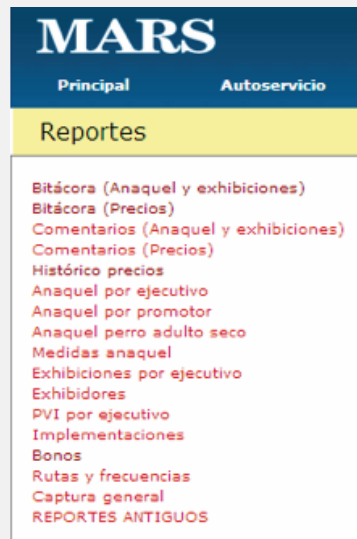 MARS
Principal Autoservicio
Reportes
Bitácora (Anaquel y exhibiciones)
Bitácora (Precios)
Comentarios (Anaquel y exhibiciones)
Comentarios (Precios)
Histórico precios
Anaquel por ejecutivo
Anaquel por promotor
Anaquel perro adulto seco
Medidas anaquel
Exhibiciones por ejecutivo
Exhibidores
PVI por ejecutivo
Implementaciones
Bonos
Rutas y frecuencias
Captura general
REPORTES ANTIGUOS